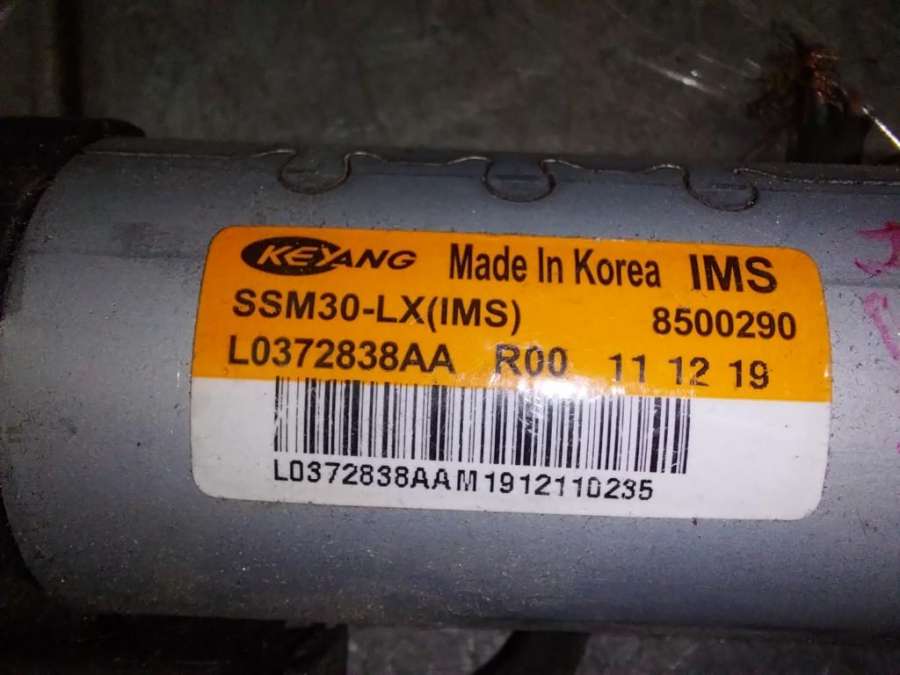 KEYANG Made In Korea IMS
SSM30-LX(IMS) 8500290
L0372838AA R00 11 12 19
L0372838AAM1912110235